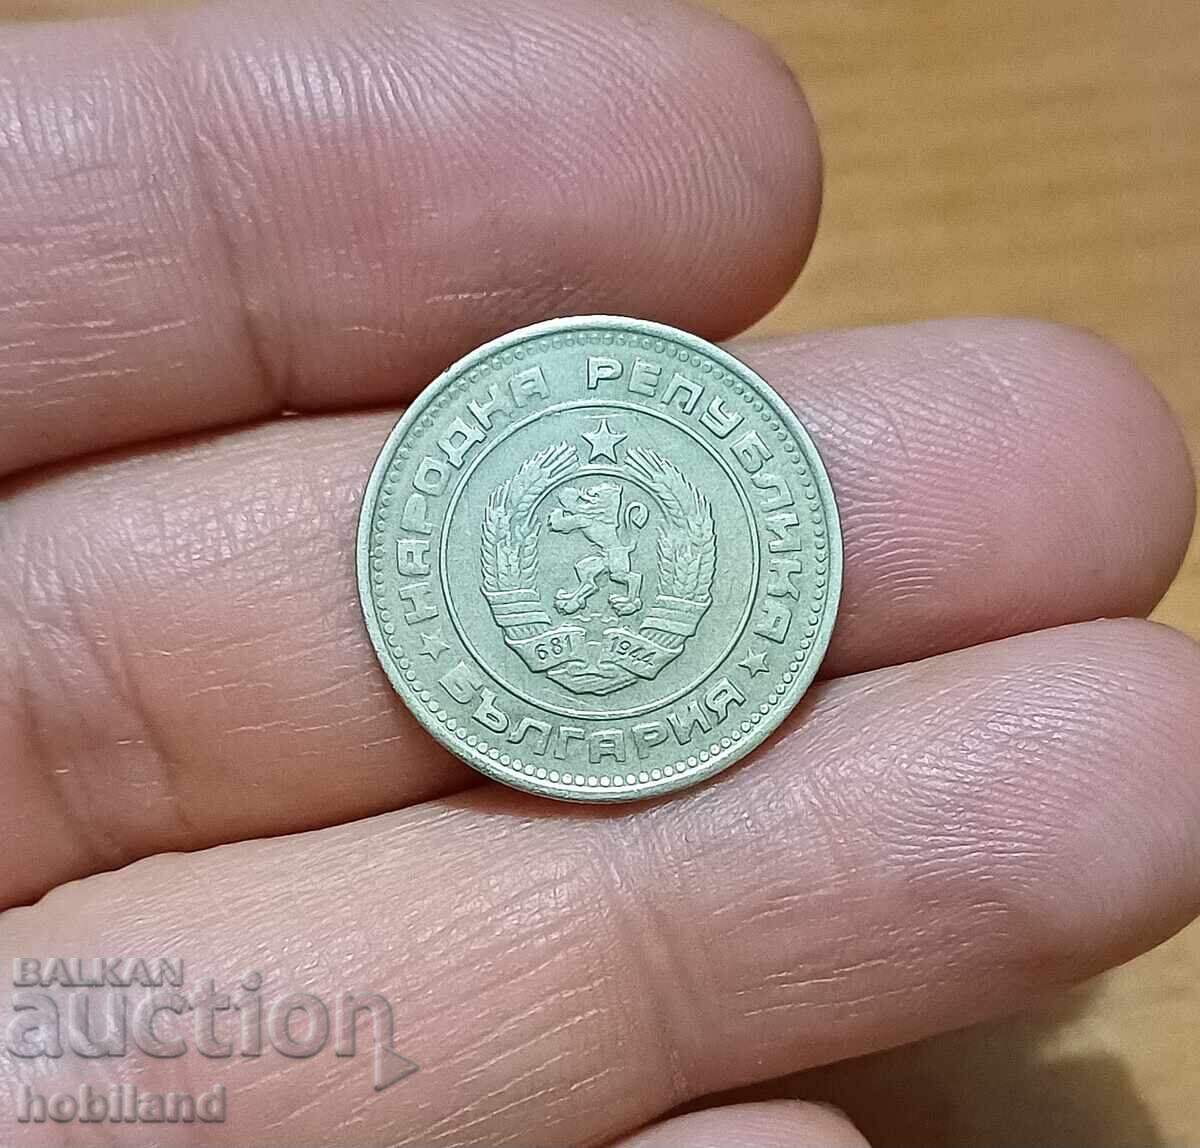 НАРОДНА РЕПУБЛИКА
БЪЛГАРИЯ
681 1944
BALKAN
auction
hobiland